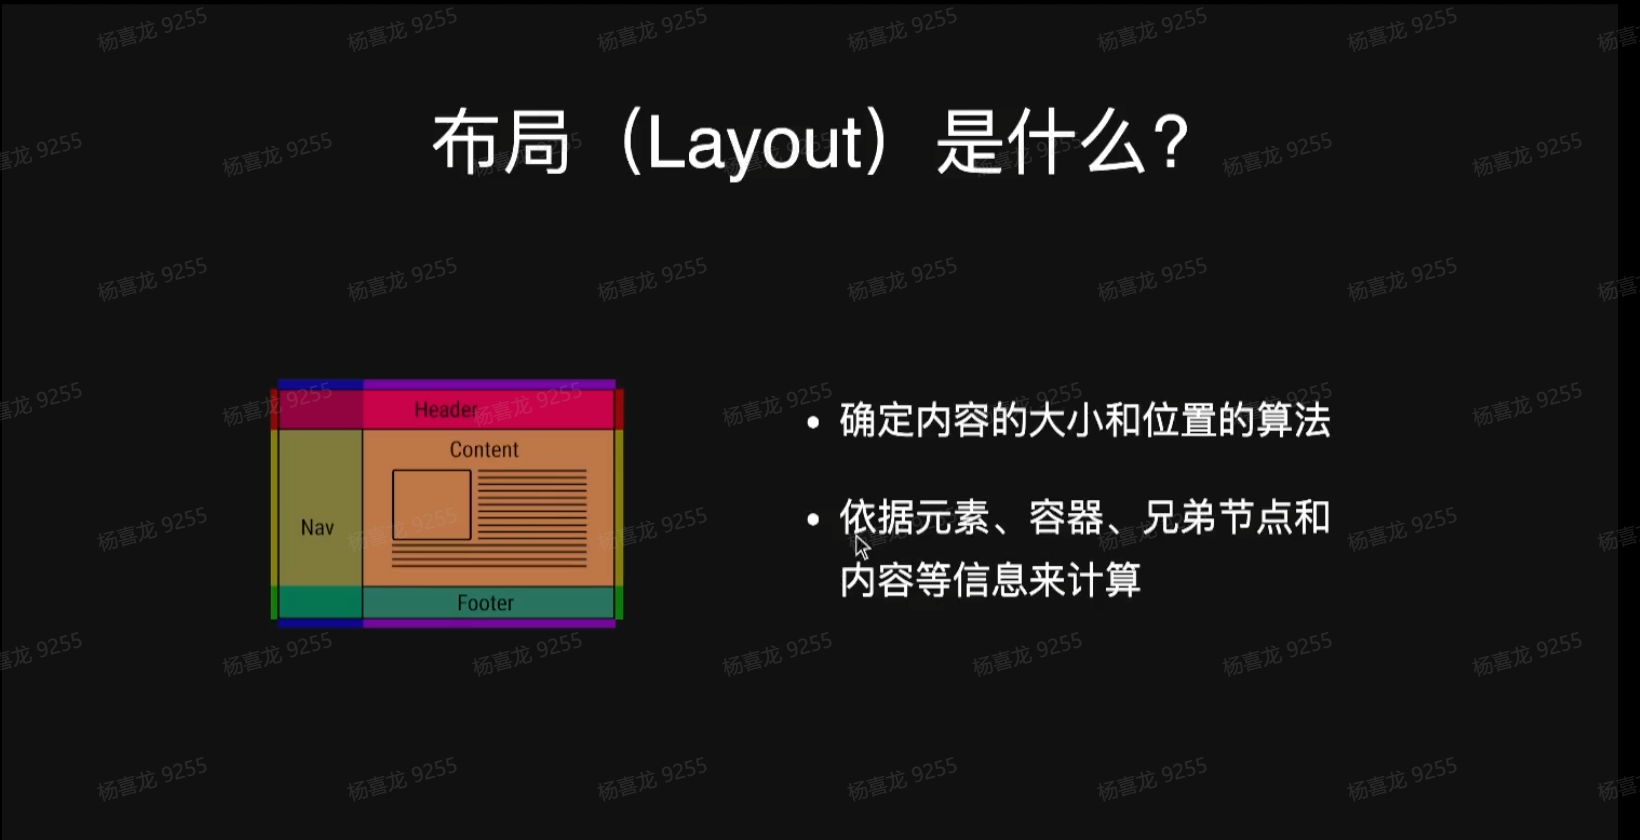 布局（Layout）是什么？
Header
Content
Nav
Footer
• 确定内容的大小和位置的算法
• 依据元素、容器、兄弟节点和
内容等信息来计算
杨喜龙 9255